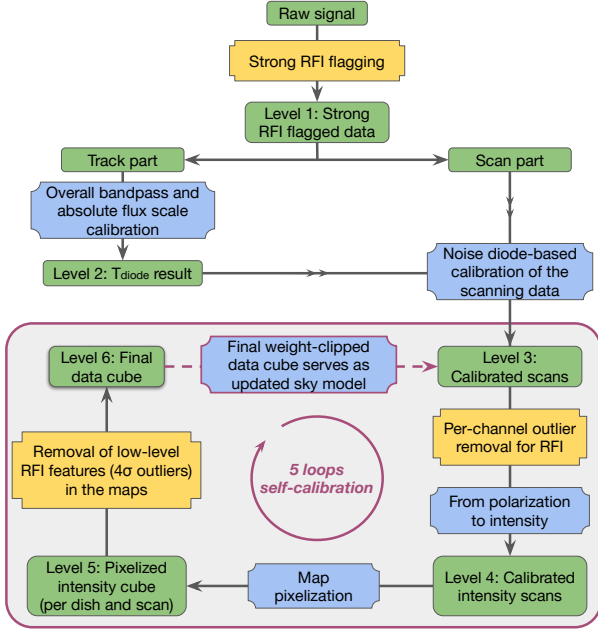 Raw signal
Strong RFI flagging
Level 1: Strong
RFI flagged data
Track part
Scan part
Overall bandpass and
absolute flux scale
calibration
Level 2: Tdiode result
Noise diode-based
calibration of the
scanning data
Level 6: Final
data cube
Final weight-clipped
data cube serves as
updated sky model
Level 3:
Calibrated scans
Removal of low-level
RFI features (4σ outliers)
in the maps
5 loops
self-calibration
Per-channel outlier
removal for RFI
From polarization
to intensity
Level 5: Pixelized
intensity cube
(per dish and scan)
Map
pixelization
Level 4: Calibrated
intensity scans